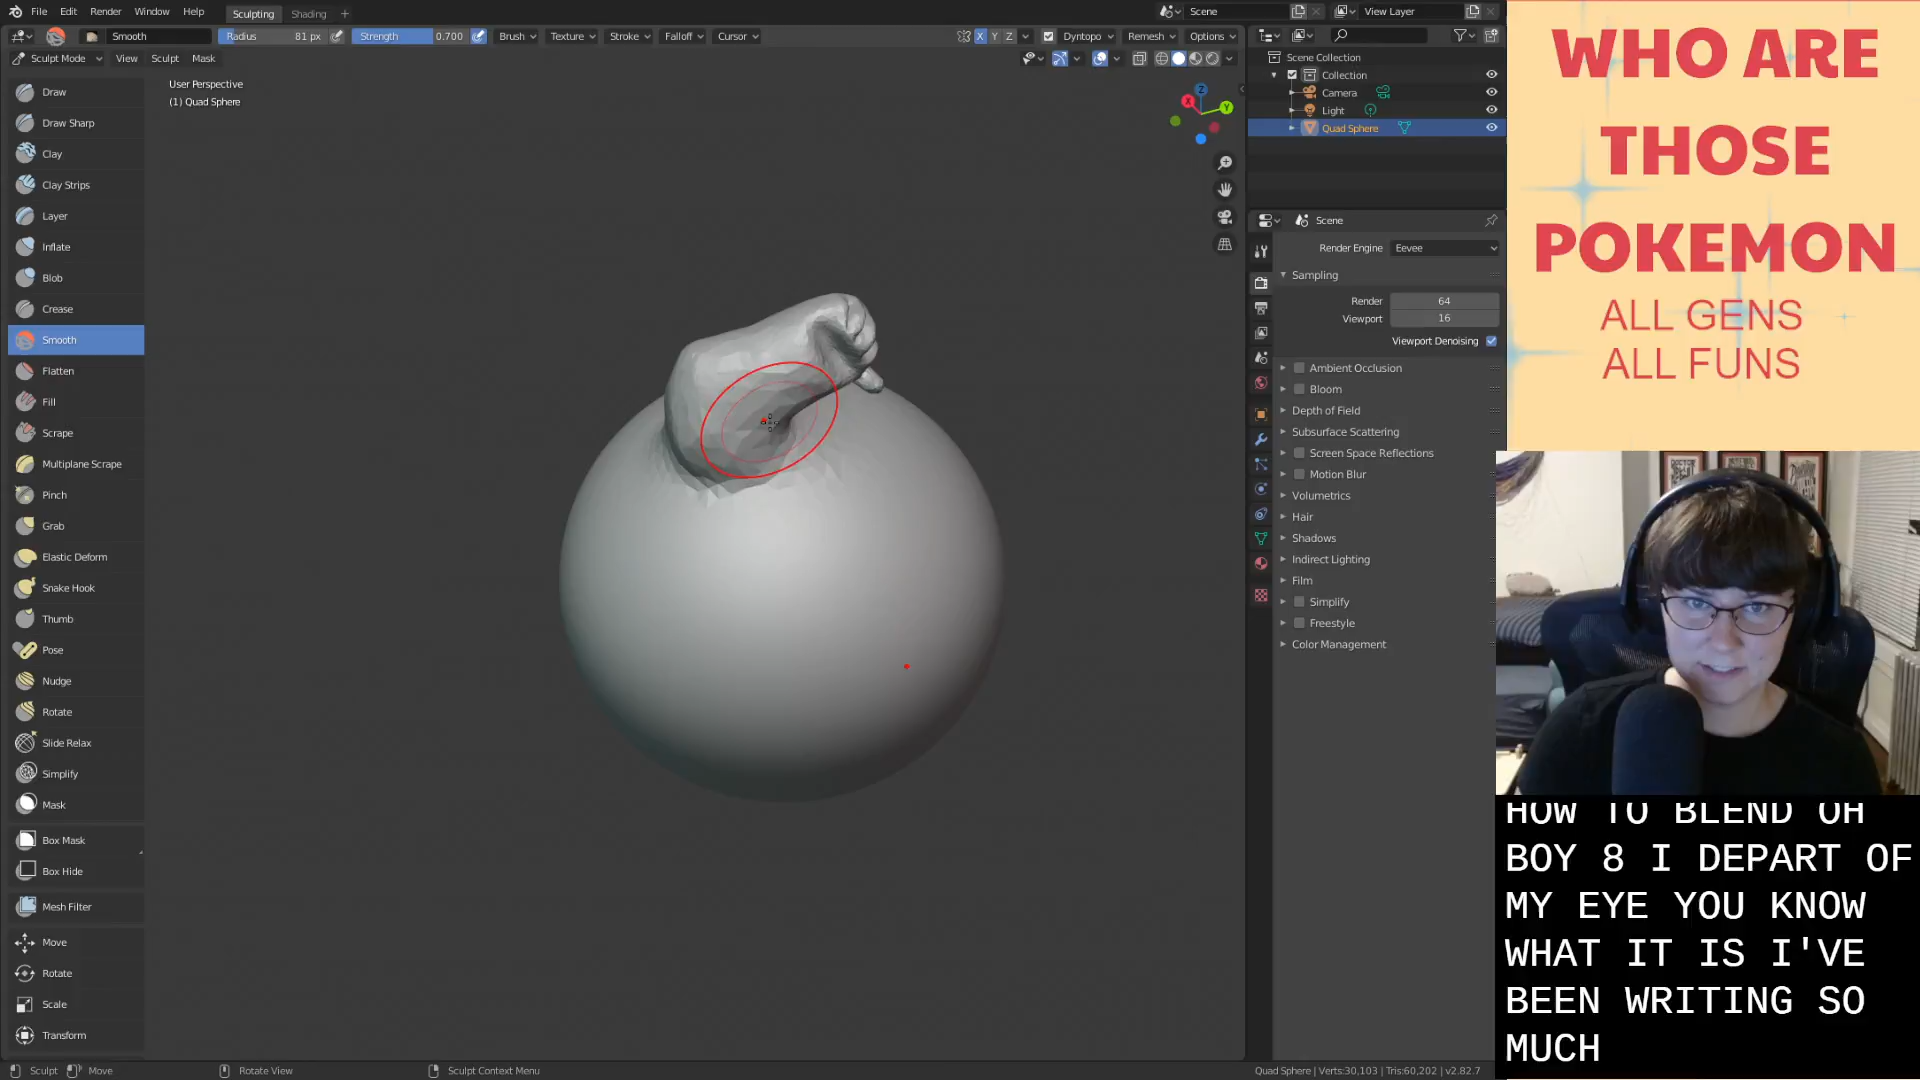 File Edit Render Window Help Sculpting Shading + Scene View Layer
Smooth Radius 81 px Strength 0.700 Brush Texture Stroke Falloff Cursor X Y Z Dyntopo Remesh Options
Sculpt Mode View Sculpt Mask
User Perspective
(1) Quad Sphere
Draw
Draw Sharp
Clay
Clay Strips
Layer
Inflate
Blob
Crease
Smooth
Flatten
Fill
Scrape
Multiplane Scrape
Pinch
Grab
Elastic Deform
Snake Hook
Thumb
Pose
Nudge
Rotate
Slide Relax
Simplify
Mask
Box Mask
Box Hide
Mesh Filter
Move
Rotate
Scale
Transform
Z
X
Y
Scene Collection
Collection
Camera
Light
Quad Sphere
Scene
Render Engine Eevee
Sampling
Render 64
Viewport 16
Viewport Denoising
Ambient Occlusion
Bloom
Depth of Field
Subsurface Scattering
Screen Space Reflections
Motion Blur
Volumetrics
Hair
Shadows
Indirect Lighting
Film
Simplify
Freestyle
Color Management
WHO ARE
THOSE
POKEMON
ALL GENS
ALL FUNS
HOW TO BLEND OH
BOY 8 I DEPART OF
MY EYE YOU KNOW
WHAT IT IS I'VE
BEEN WRITING SO
MUCH
Sculpt Move Rotate View Sculpt Context Menu Quad Sphere | Verts:30,103 | Tris:60,202 | v2.82.7